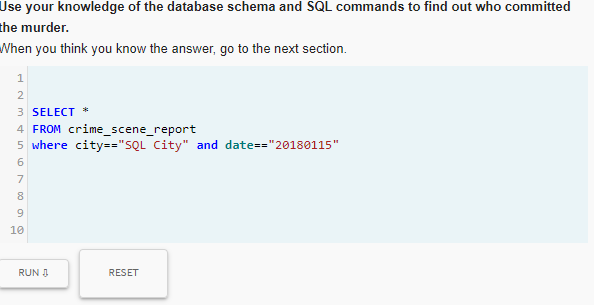 Use your knowledge of the database schema and SQL commands to find out who committed
the murder.
When you think you know the answer, go to the next section.
1
2
3 SELECT *
4 FROM crime_scene_report
5 where city=="SQL City" and date=="20180115"
6
7
8
9
10
RUN ⇩
RESET